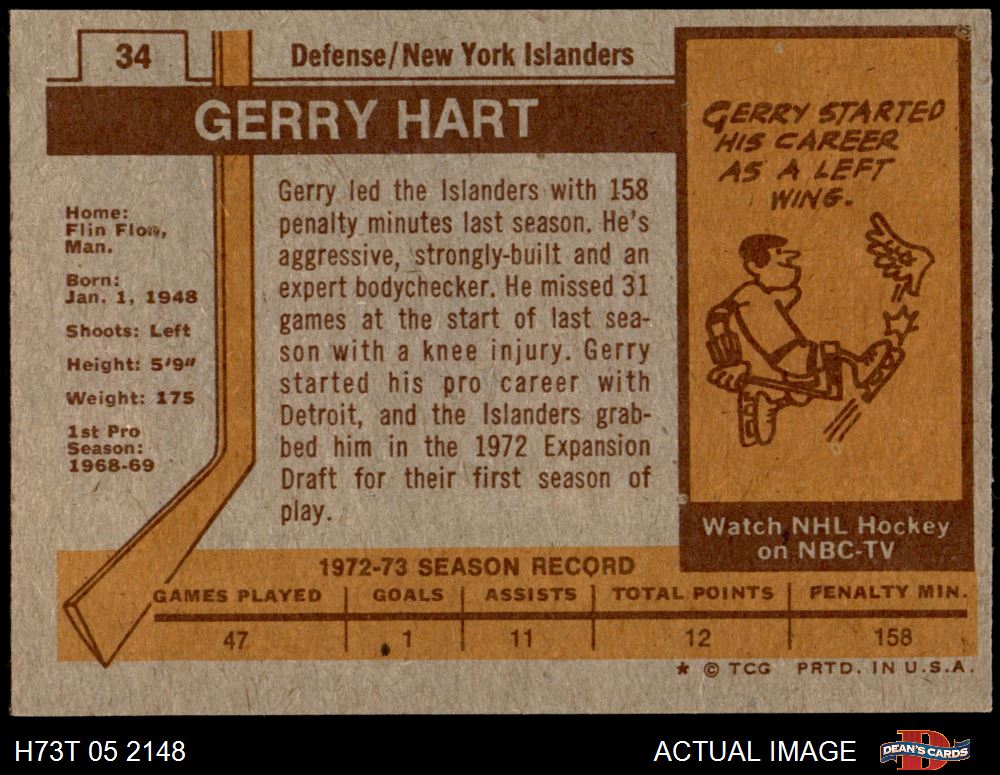 34
Defense/New York Islanders
GERRY HART
Home:
Flin Flon,
Man.
Born:
Jan. 1, 1948
Shoots: Left
Height: 5'9"
Weight: 175
1st Pro
Season:
1968-69
Gerry led the Islanders with 158
penalty minutes last season. He's
aggressive, strongly-built and an
expert bodychecker. He missed 31
games at the start of last sea-
son with a knee injury. Gerry
started his pro career with
Detroit, and the Islanders grab-
bed him in the 1972 Expansion
Draft for their first season of
play.
GERRY STARTED
HIS CAREER
AS A LEFT
WING.
Watch NHL Hockey
on NBC-TV
1972-73 SEASON RECORD
GAMES PLAYED GOALS ASSISTS TOTAL POINTS PENALTY MIN.
47 1 11 12 158
* © TCG PRTD. IN U.S.A.
H73T 05 2148
ACTUAL IMAGE
DEAN'S CARDS